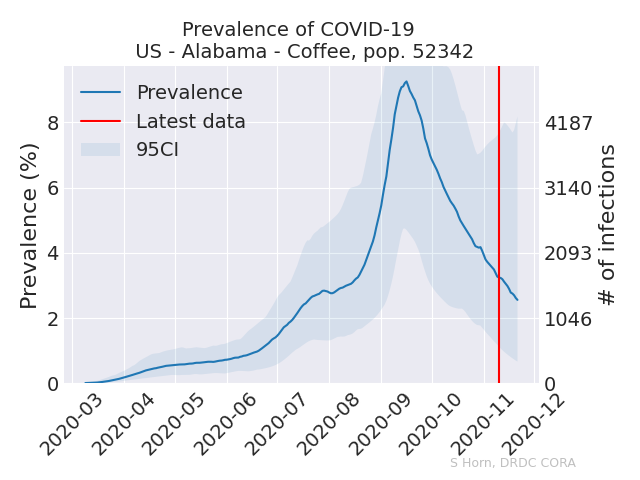 Prevalence of COVID-19
US - Alabama - Coffee, pop. 52342
Prevalence
Latest data
95CI
Prevalence (%)
8
6
4
2
0
4187
3140
2093
1046
0
# of infections
2020-03
2020-04
2020-05
2020-06
2020-07
2020-08
2020-09
2020-10
2020-11
2020-12
S Horn, DRDC CORA